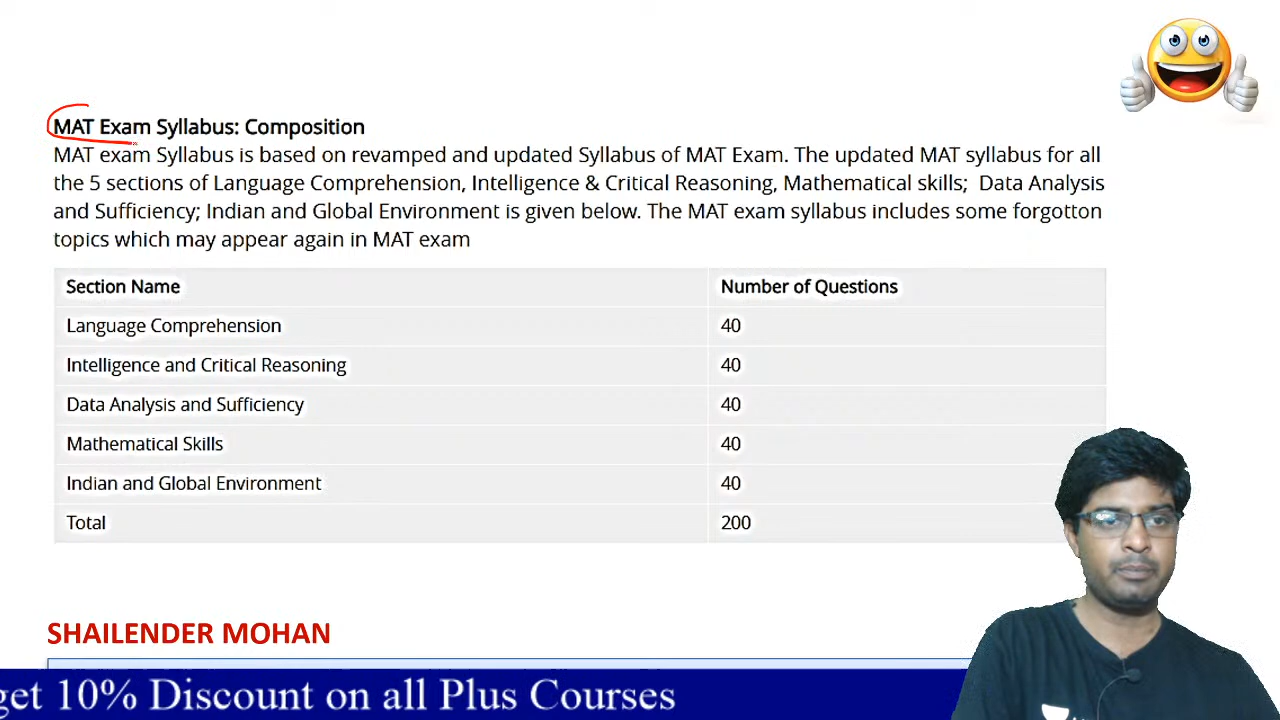 MAT Exam Syllabus: Composition
MAT exam Syllabus is based on revamped and updated Syllabus of MAT Exam. The updated MAT syllabus for all
the 5 sections of Language Comprehension, Intelligence & Critical Reasoning, Mathematical skills; Data Analysis
and Sufficiency; Indian and Global Environment is given below. The MAT exam syllabus includes some forgotton
topics which may appear again in MAT exam
Section Name Number of Questions
Language Comprehension 40
Intelligence and Critical Reasoning 40
Data Analysis and Sufficiency 40
Mathematical Skills 40
Indian and Global Environment 40
Total 200
SHAILENDER MOHAN
get 10% Discount on all Plus Courses